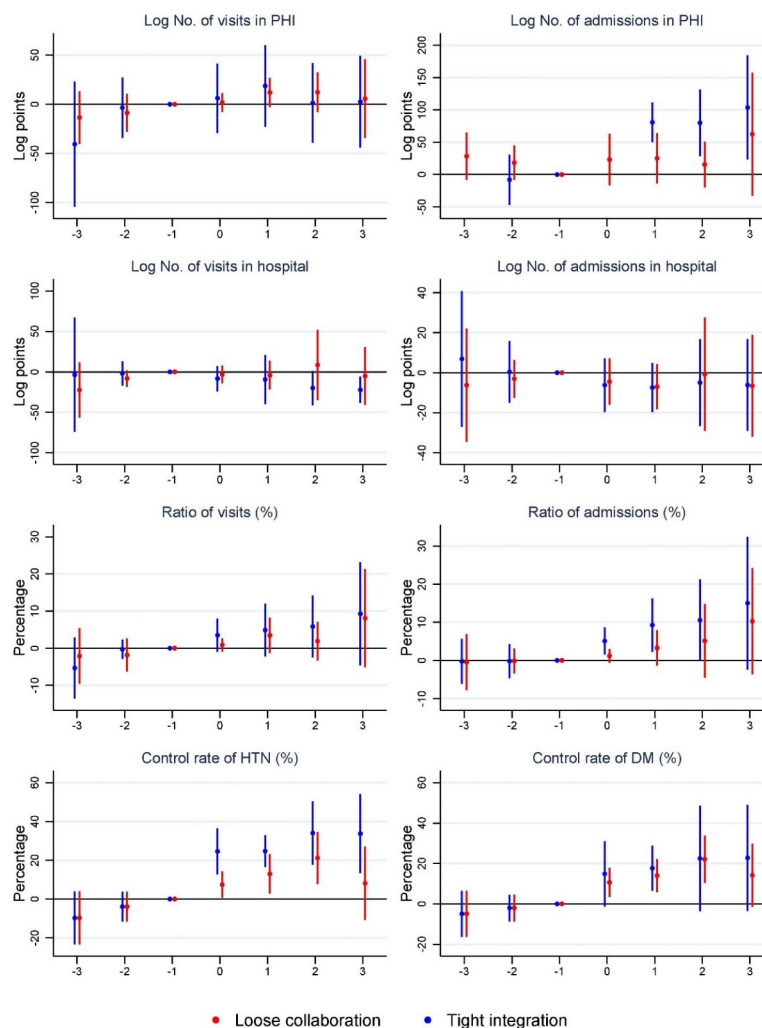 Log No. of visits in PHI
Log points
50
0
-50
-100
-3 -2 -1 0 1 2 3
Log No. of admissions in PHI
Log points
200
150
100
50
0
-50
-3 -2 -1 0 1 2 3
Log No. of visits in hospital
Log points
100
50
0
-50
-100
-3 -2 -1 0 1 2 3
Log No. of admissions in hospital
Log points
40
20
0
-20
-40
-3 -2 -1 0 1 2 3
Ratio of visits (%)
Percentage
30
20
10
0
-10
-3 -2 -1 0 1 2 3
Ratio of admissions (%)
Percentage
30
20
10
0
-10
-3 -2 -1 0 1 2 3
Control rate of HTN (%)
Percentage
60
40
20
0
-20
-3 -2 -1 0 1 2 3
Control rate of DM (%)
Percentage
60
40
20
0
-20
-3 -2 -1 0 1 2 3
Loose collaboration Tight integration